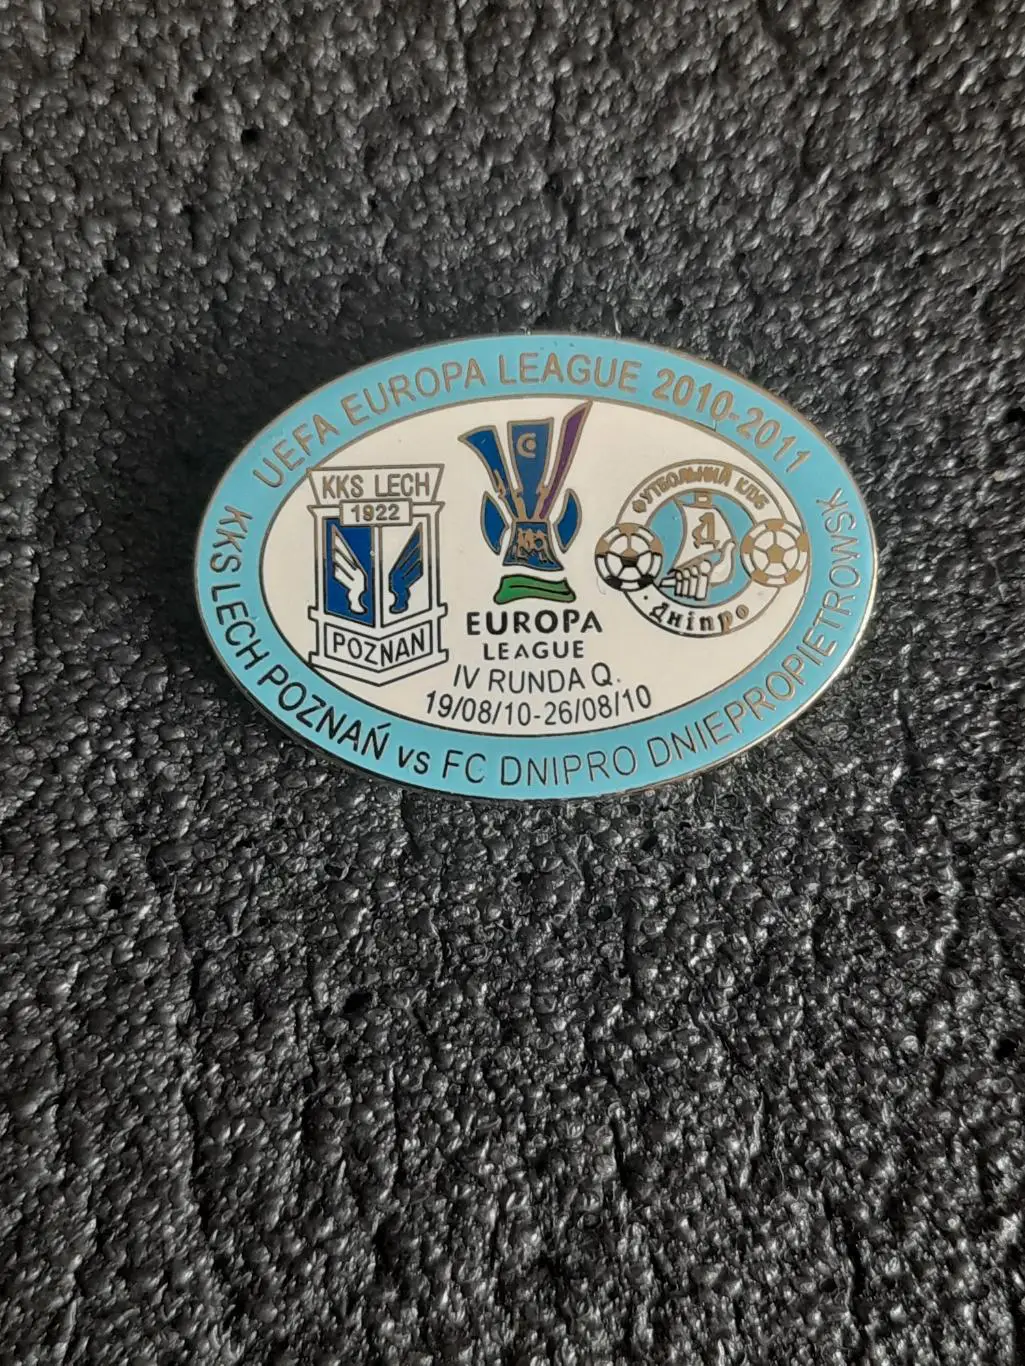 UEFA EUROPA LEAGUE 2010-2011
KKS LECH
1922
POZNAŃ
ФУТБОЛЬНИЙ КЛУБ
Дніпро
EUROPA
LEAGUE
IV RUNDA Q.
19/08/10-26/08/10
KKS LECH POZNAŃ vs FC DNIPRO DNIEPROPIETROWSK